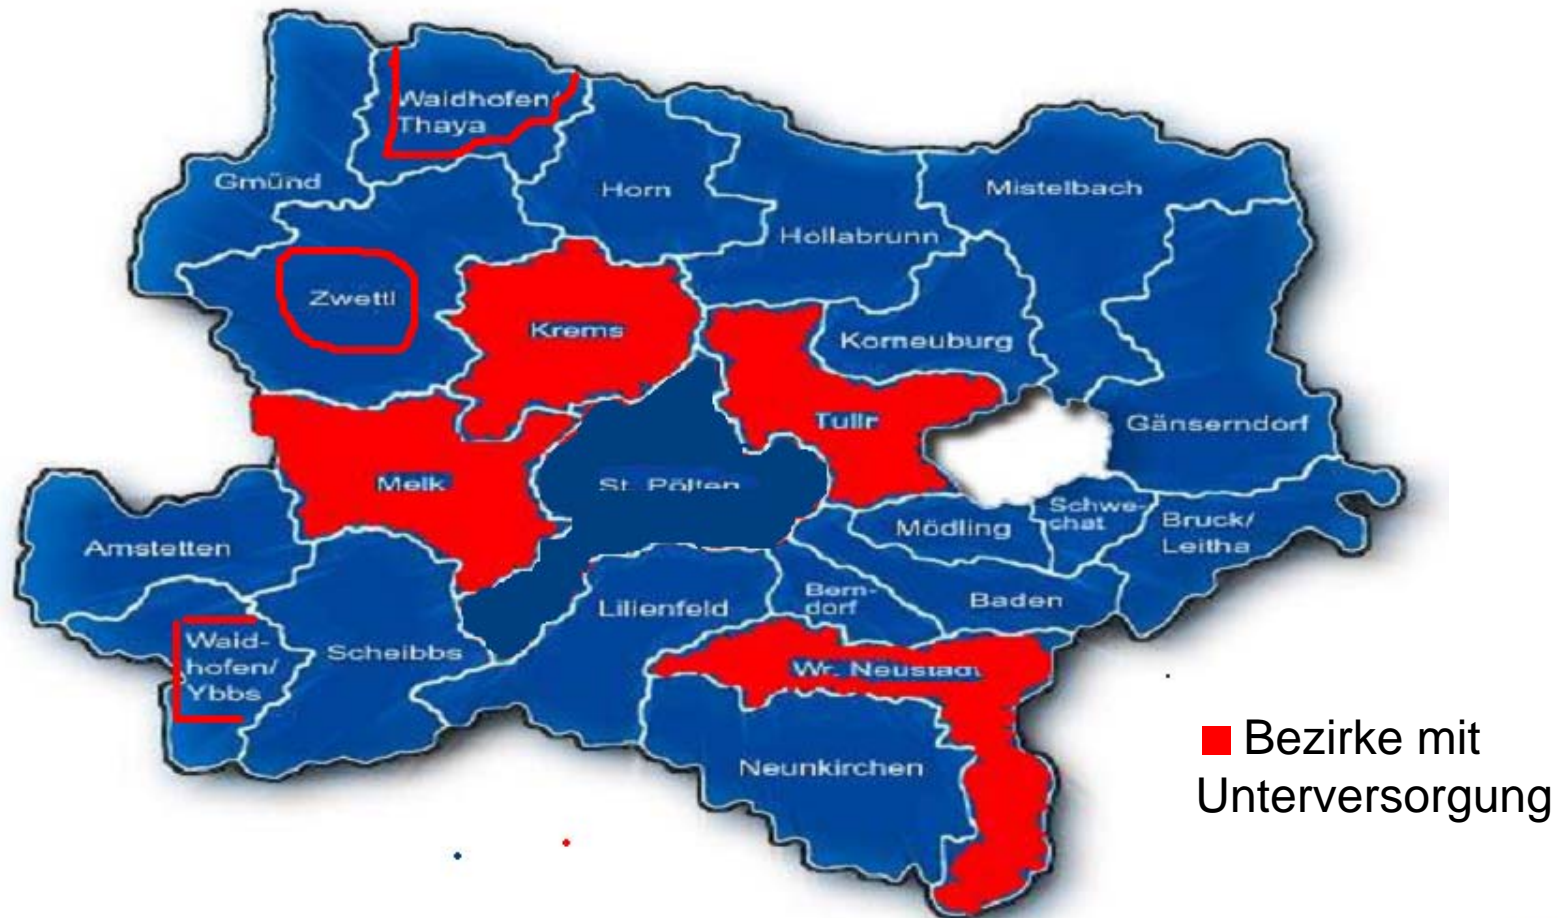 Waidhofen/
Thaya
Gmünd
Horn
Mistelbach
Hollabrunn
Zwettl
Krems
Korneuburg
Tulln
Gänserndorf
Melk
St. Pölten
Schwe-
chat
Mödling
Bruck/
Leitha
Amstetten
Bern-
dorf
Baden
Lilienfeld
Waid-
hofen/
Ybbs
Scheibbs
Wr. Neustadt
Neunkirchen
Bezirke mit
Unterversorgung